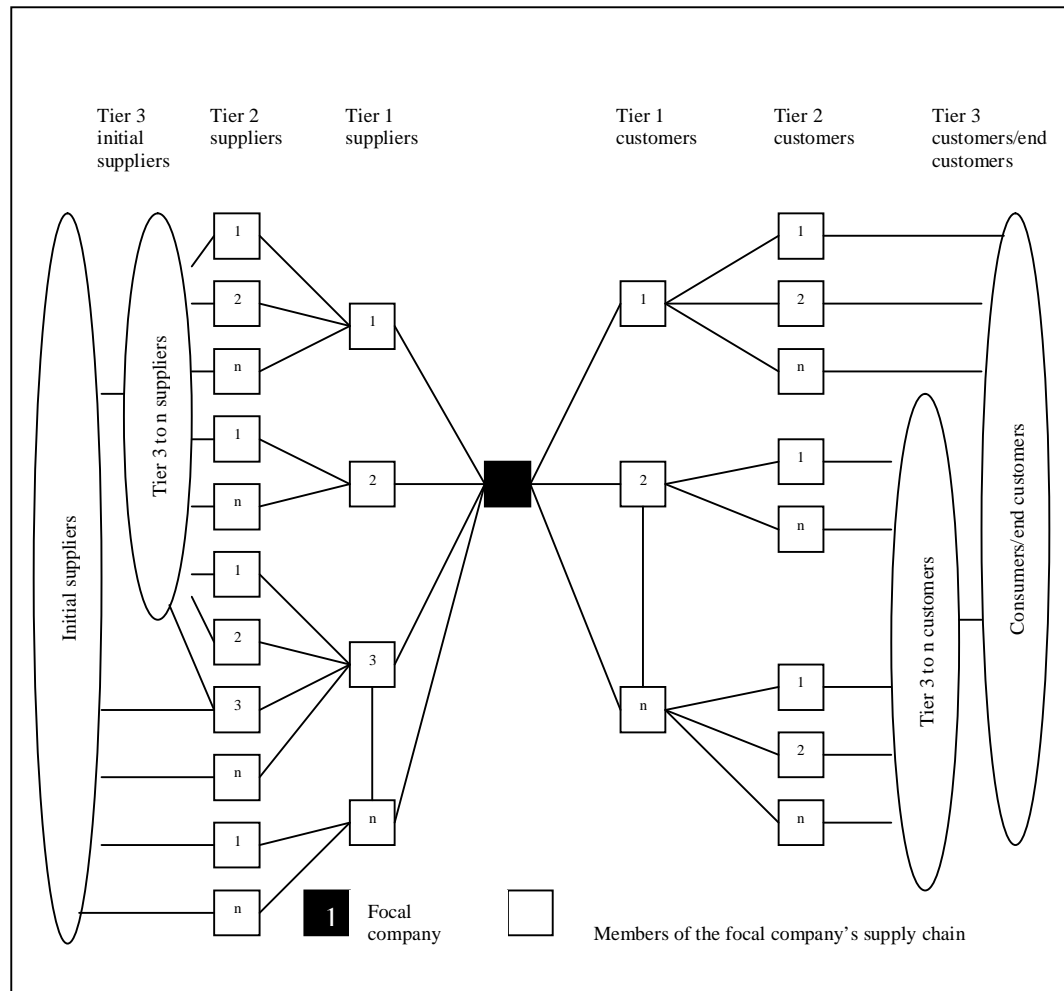 Tier 3
initial
suppliers
Tier 2
suppliers
Tier 1
suppliers
Tier 1
customers
Tier 2
customers
Tier 3
customers/end
customers
Initial suppliers
Tier 3 to n suppliers
1
2
n
1
n
1
2
3
n
1
n
1
2
3
n
1
2
n
1
2
n
1
n
1
2
n
Tier 3 to n customers
Consumers/end customers
1
Focal
company
Members of the focal company’s supply chain